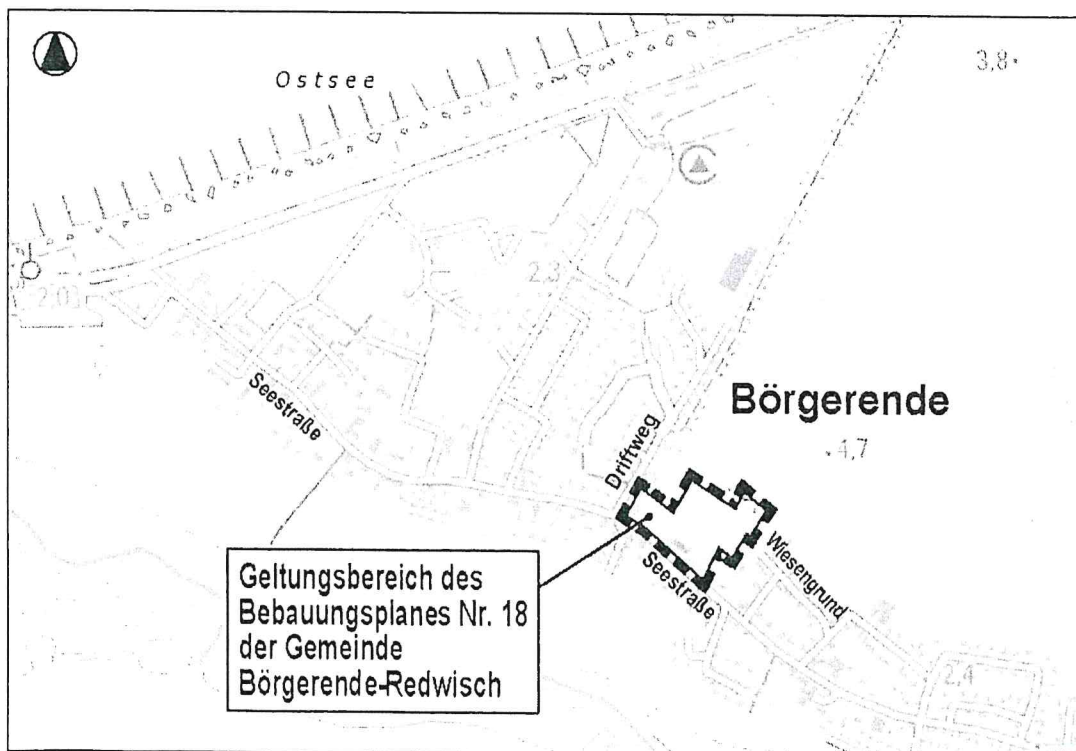 Ostsee
3,8
2,0
2,3
Seestraße
Driftweg
Börgerende
4,7
Wiesengrund
Seestraße
Geltungsbereich des
Bebauungsplanes Nr. 18
der Gemeinde
Börgerende-Redwisch
2,4